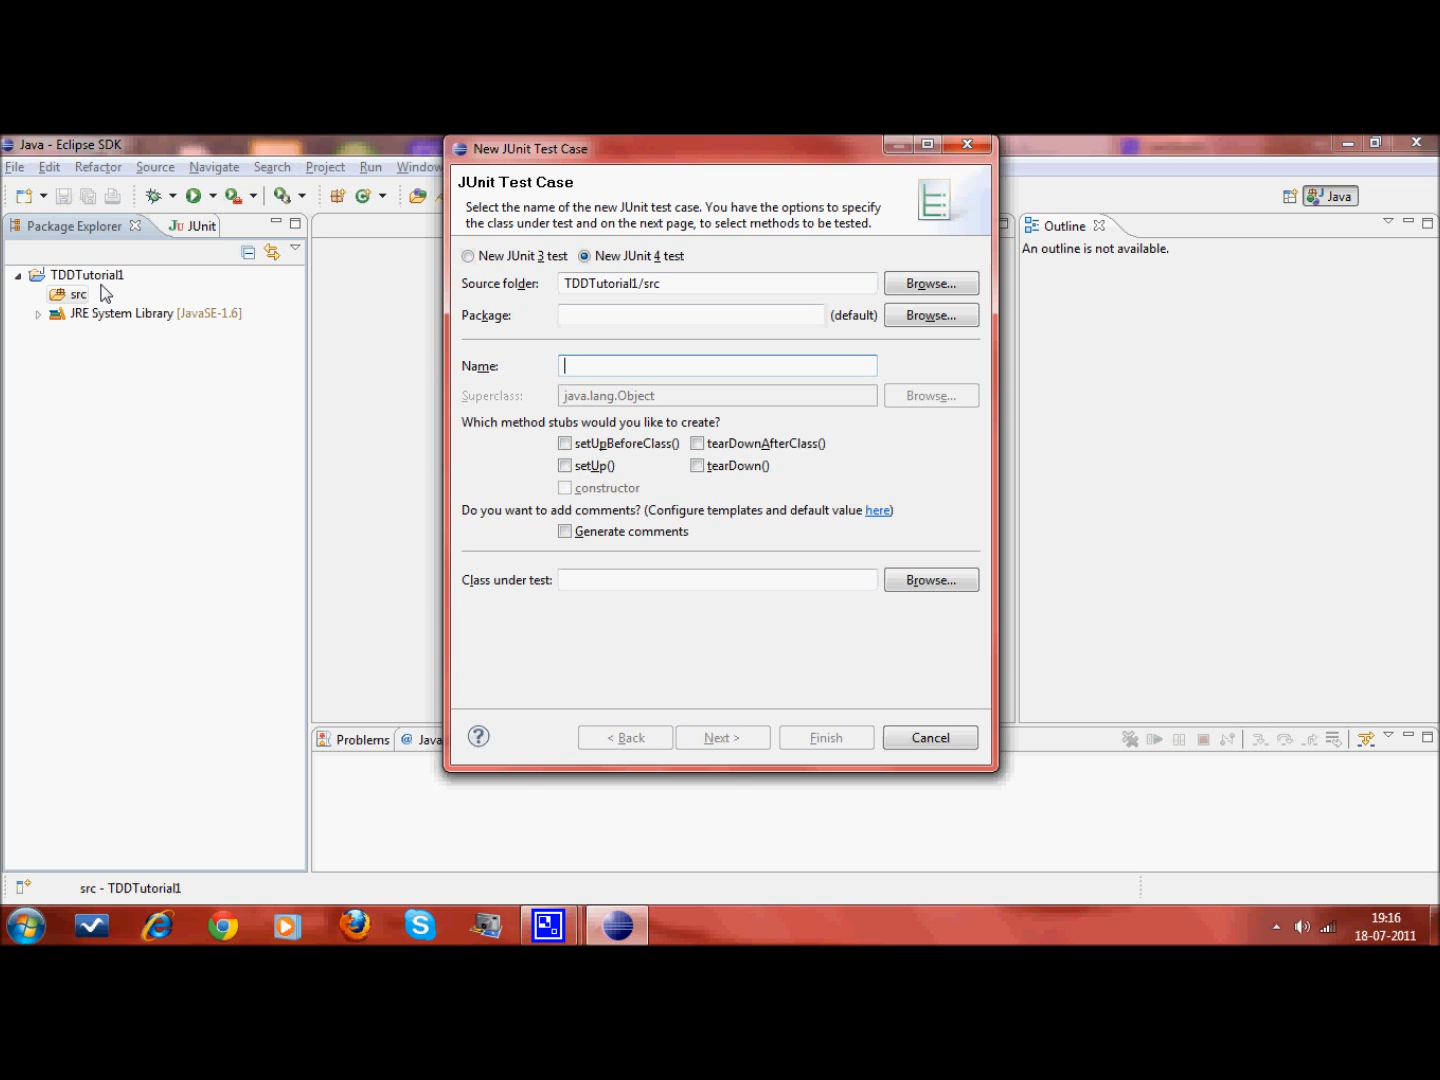 Java - Eclipse SDK
File Edit Refactor Source Navigate Search Project Run Window
Java
Package Explorer
JUnit
TDDTutorial1
src
JRE System Library [JavaSE-1.6]
New JUnit Test Case
JUnit Test Case
Select the name of the new JUnit test case. You have the options to specify
the class under test and on the next page, to select methods to be tested.
New JUnit 3 test New JUnit 4 test
Source folder: TDDTutorial1/src Browse...
Package: (default) Browse...
Name:
Superclass: java.lang.Object Browse...
Which method stubs would you like to create?
setUpBeforeClass() tearDownAfterClass()
setUp() tearDown()
constructor
Do you want to add comments? (Configure templates and default value here)
Generate comments
Class under test: Browse...
? < Back Next > Finish Cancel
Outline
An outline is not available.
Problems @ Java
src - TDDTutorial1
19:16
18-07-2011